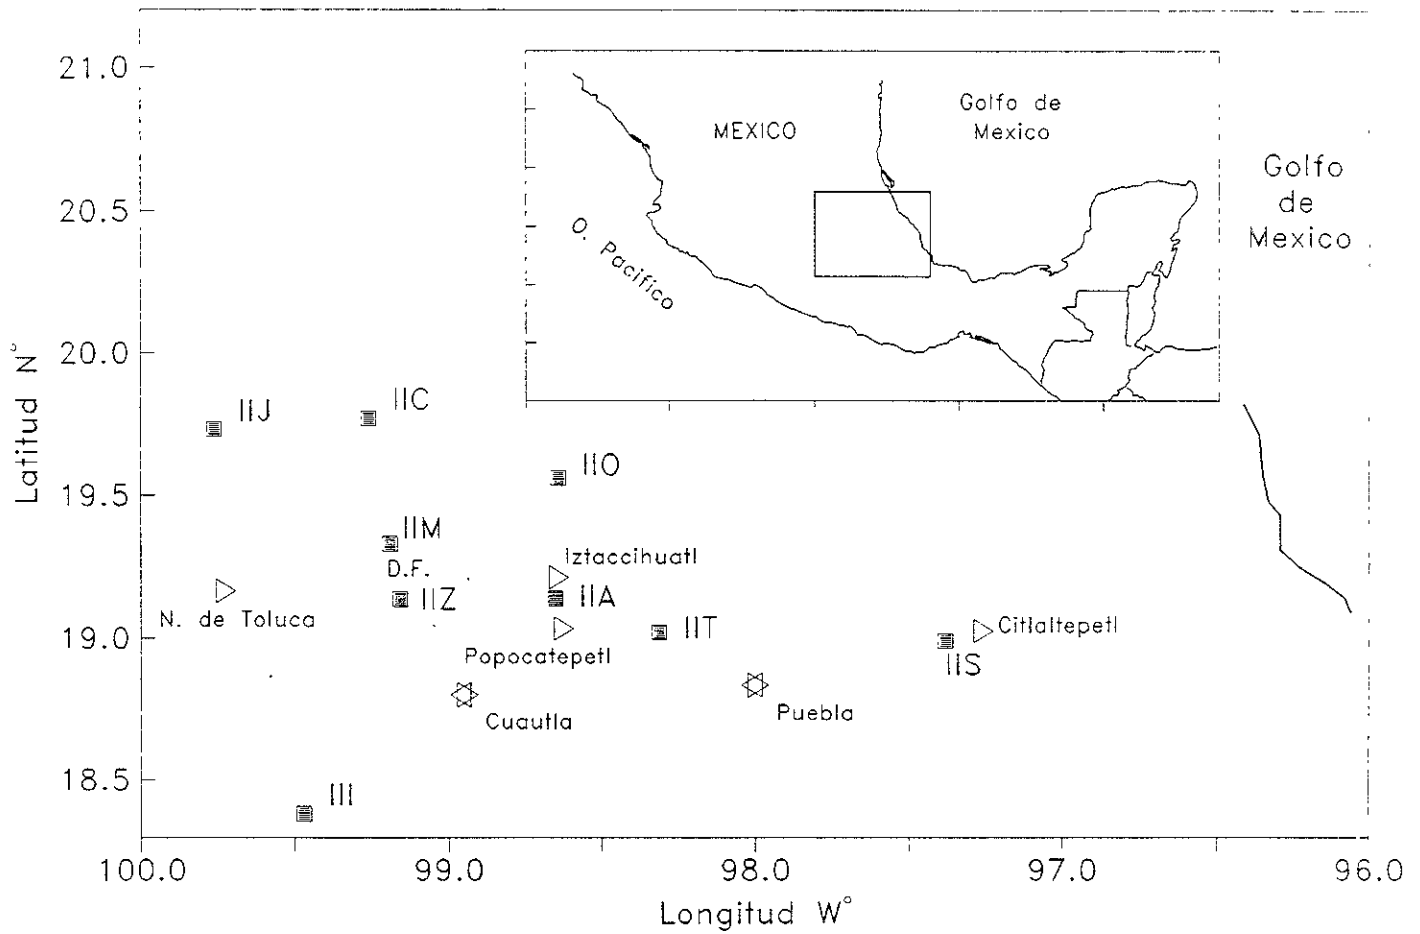 21.0
20.5
20.0
19.5
19.0
18.5
Latitud N°
100.0
99.0
98.0
97.0
96.0
Longitud W°
MEXICO
Golfo de
Mexico
O. Pacifico
Golfo
de
Mexico
IIJ
IIC
IIO
IIM
D.F.
IIZ
Iztaccihuatl
IIA
N. de Toluca
Popocatepetl
IIT
Citlaltepetl
IIS
Cuautla
Puebla
III